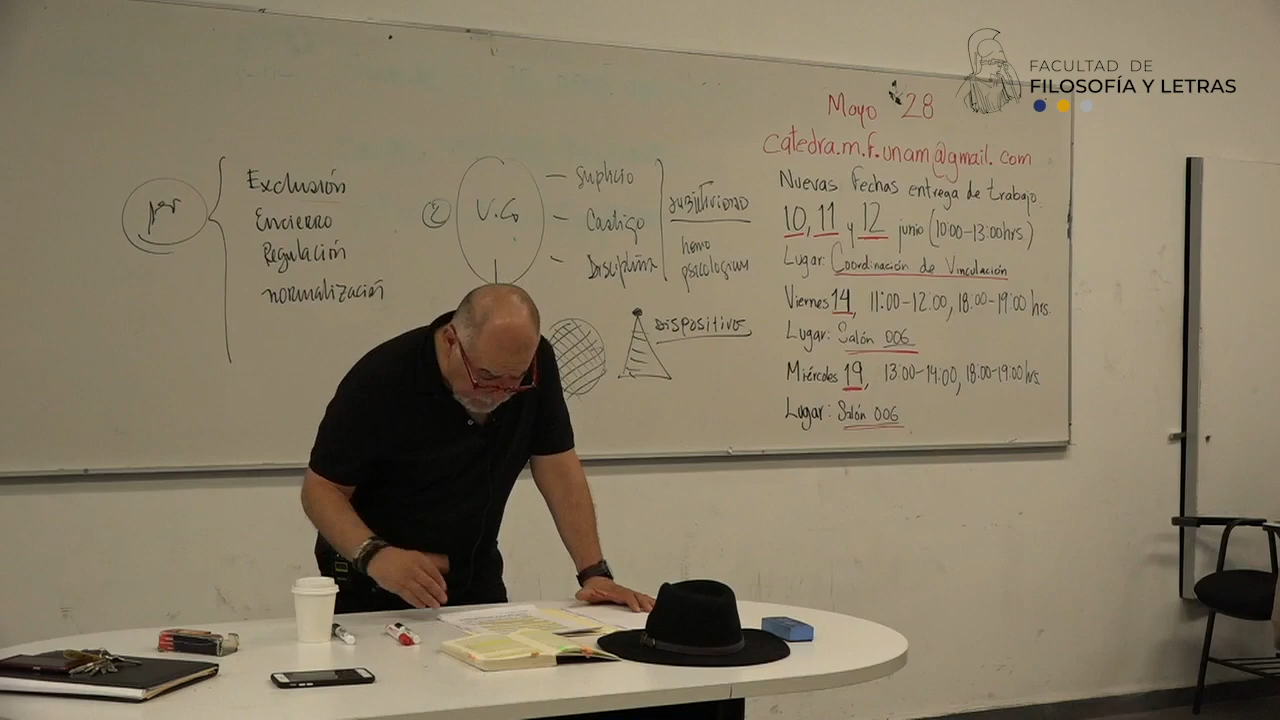 FACULTAD DE
FILOSOFÍA Y LETRAS
Mayo 28
catedra.m.f.unam@gmail.com
Nuevas Fechas entrega de trabajo
10, 11 y 12 junio (10:00-13:00hrs)
Lugar: Coordinación de Vinculación
Viernes 14, 11:00-12:00, 18:00-19:00 hrs.
Lugar: Salón 006
Miércoles 19, 13:00-14:00, 18:00-19:00 hrs.
Lugar: Salón 006
Exclusión
Encierro
Regulación
normalización
2
Suplicio
Castigo
Disciplina
subjetividad
homo
psicologicum
Dispositivos